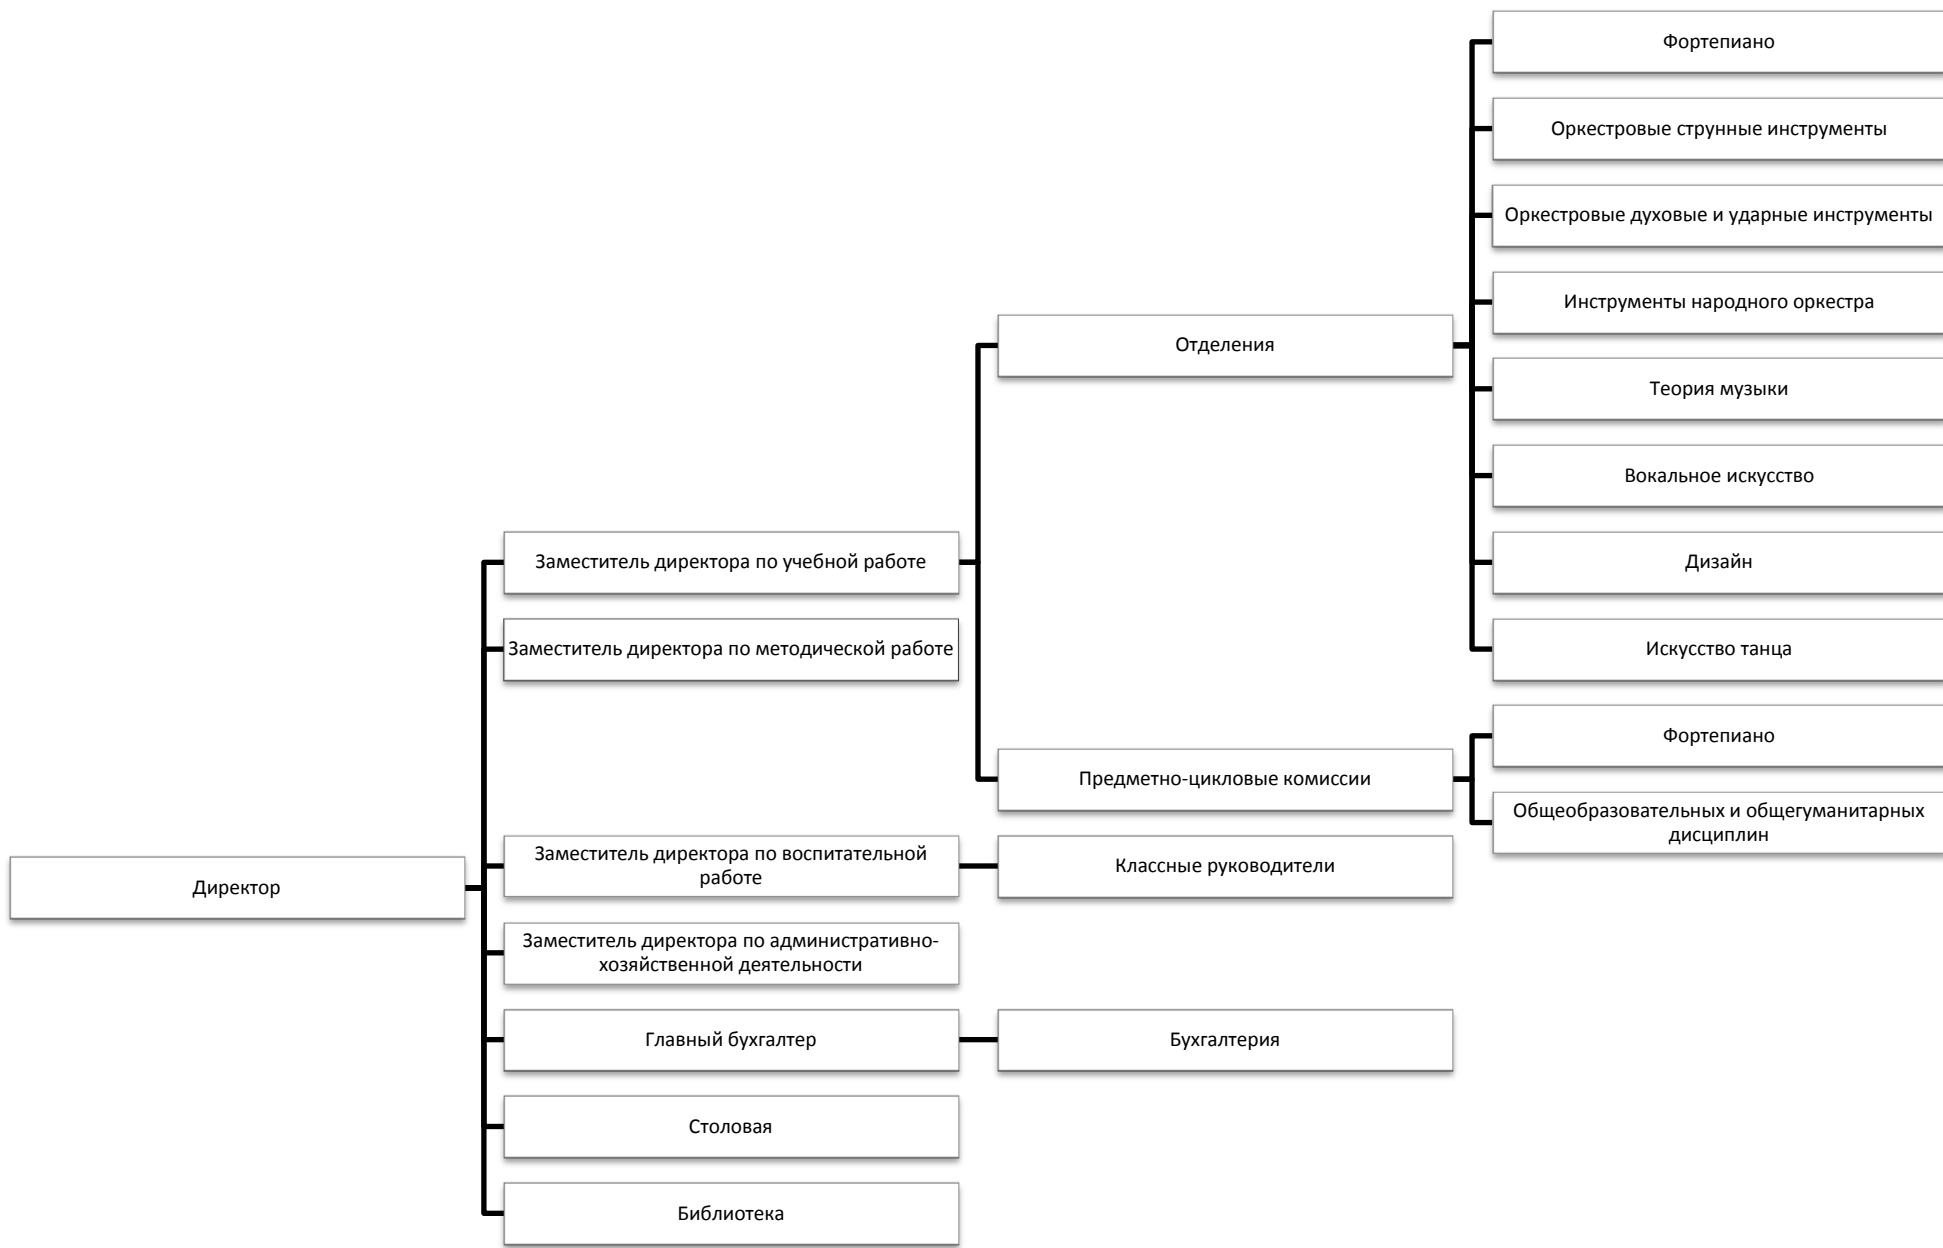 Фортепиано
Оркестровые струнные инструменты
Оркестровые духовые и ударные инструменты
Инструменты народного оркестра
Отделения
Теория музыки
Вокальное искусство
Заместитель директора по учебной работе
Дизайн
Заместитель директора по методической работе
Искусство танца
Фортепиано
Предметно-цикловые комиссии
Общеобразовательных и общегуманитарных
дисциплин
Заместитель директора по воспитательной
работе
Классные руководители
Директор
Заместитель директора по административно-
хозяйственной деятельности
Главный бухгалтер
Бухгалтерия
Столовая
Библиотека